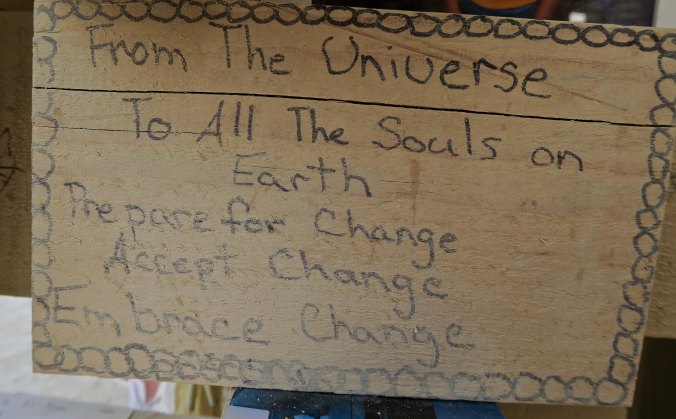 From The Universe
To All The Souls on
Earth
Prepare for Change
Accept Change
Embrace Change